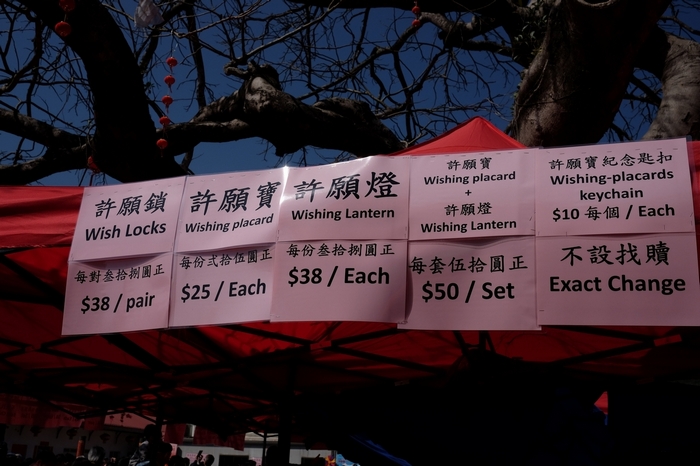 許願鎖
Wish Locks
每對叁拾捌圓正
$38 / pair
許願寶
Wishing placard
每份弍拾伍圓正
$25 / Each
許願燈
Wishing Lantern
每份叁拾捌圓正
$38 / Each
許願寶
Wishing placard
+
許願燈
Wishing Lantern
每套伍拾圓正
$50 / Set
許願寶紀念匙扣
Wishing-placards
keychain
$10 每個 / Each
不設找贖
Exact Change